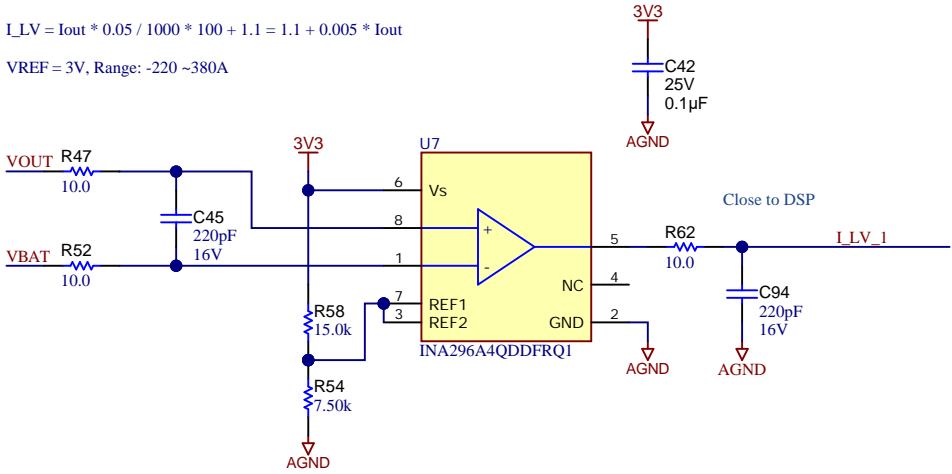 I_LV = Iout * 0.05 / 1000 * 100 + 1.1 = 1.1 + 0.005 * Iout
VREF = 3V, Range: -220 ~380A
3V3
C42
25V
0.1µF
AGND
VOUT
R47
10.0
C45
220pF
16V
VBAT
R52
10.0
3V3
R58
15.0k
R54
7.50k
AGND
U7
6
Vs
8
+
1
-
7
REF1
3
REF2
5
4
NC
2
GND
INA296A4QDDFRQ1
AGND
Close to DSP
R62
10.0
I_LV_1
C94
220pF
16V
AGND